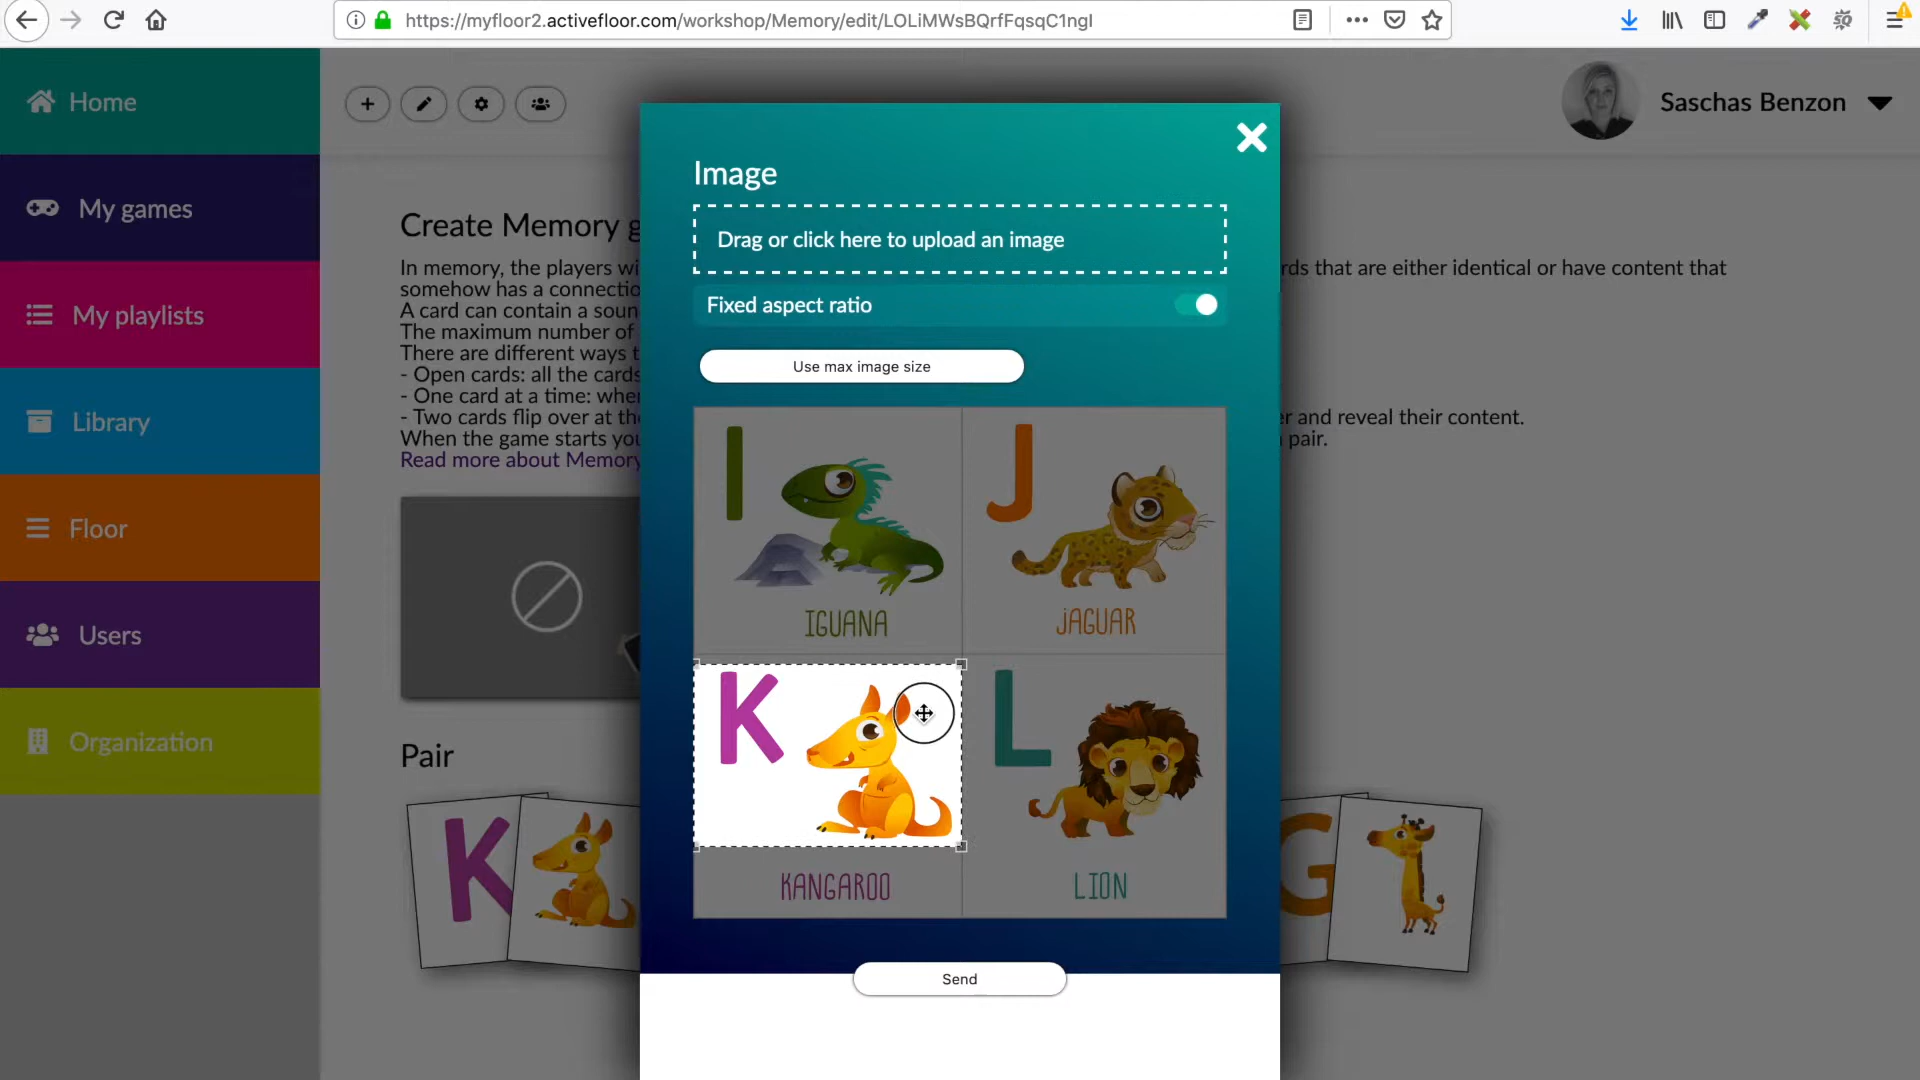 https://myfloor2.activefloor.com/workshop/Memory/edit/LOLiMWsBQrfFqsqC1ngI
Home
My games
My playlists
Library
Floor
Users
Organization
Saschas Benzon
Create Memory g
In memory, the players wi
rds that are either identical or have content that
somehow has a connectio
A card can contain a soun
The maximum number of
There are different ways t
- Open cards: all the cards
- One card at a time: whe
- Two cards flip over at the
er and reveal their content.
When the game starts you
pair.
Read more about Memory
Pair
K
G
Image
Drag or click here to upload an image
Fixed aspect ratio
Use max image size
I
IGUANA
J
JAGUAR
K
KANGAROO
L
LION
Send